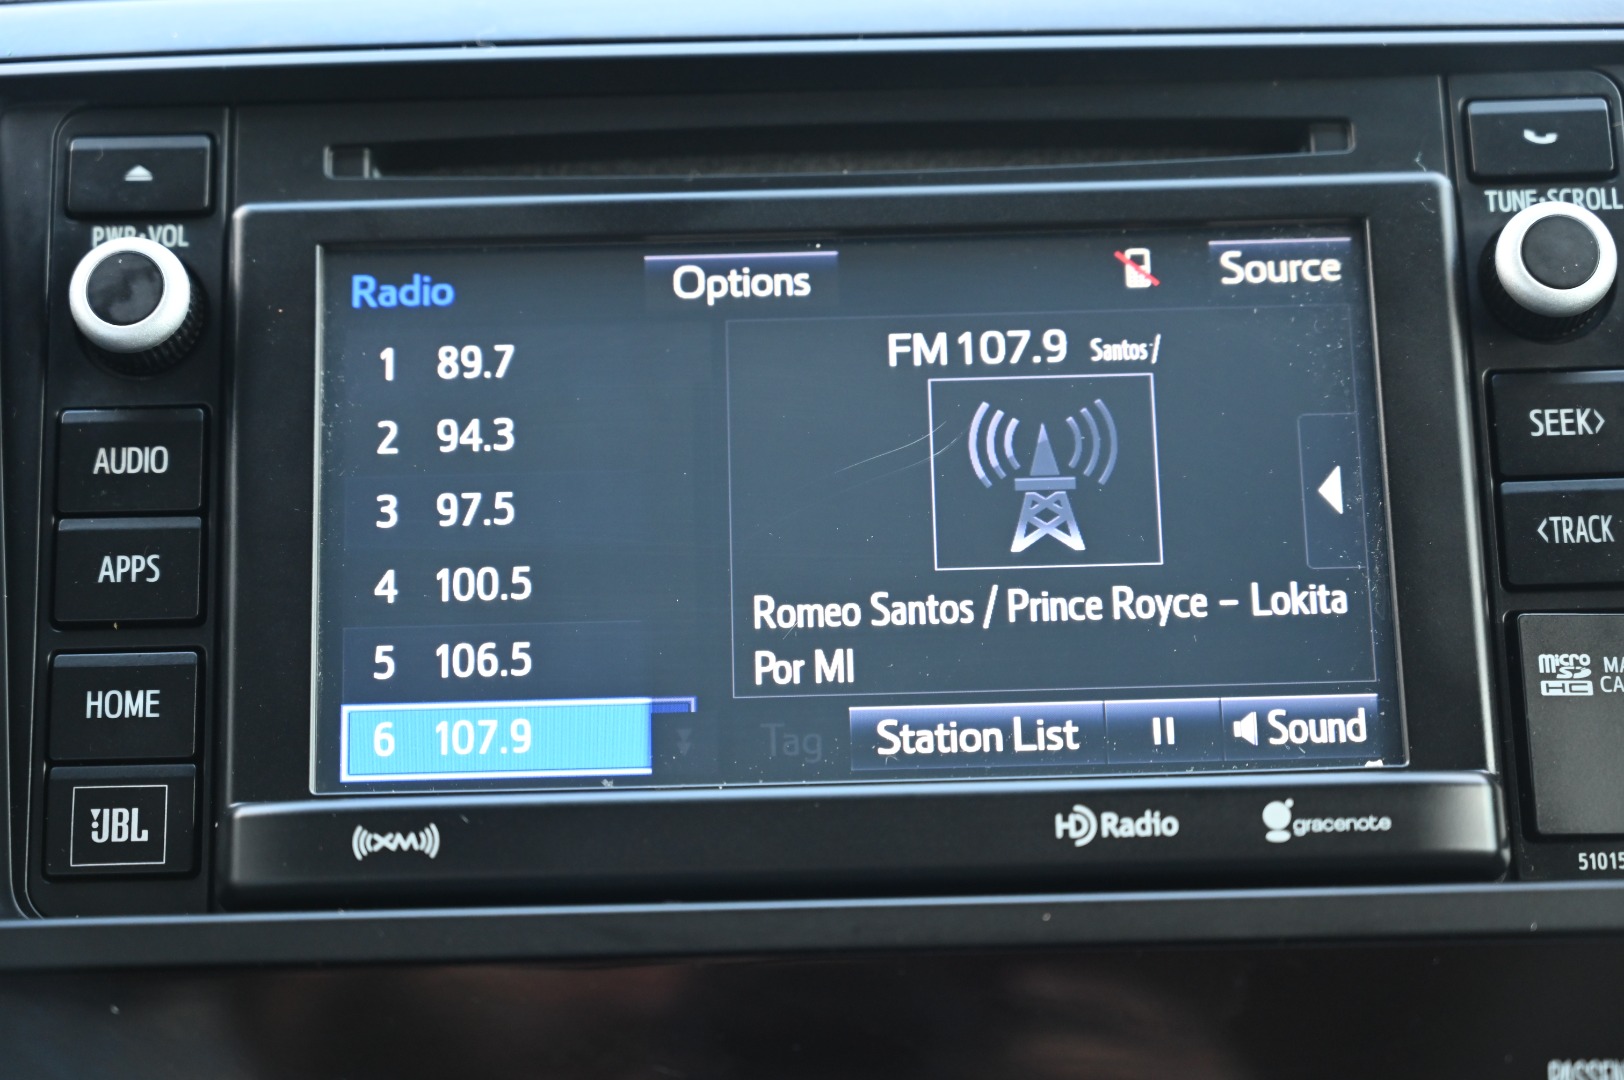 PWR•VOL
TUNE•SCROLL
Radio
Options
Source
1 89.7
2 94.3
3 97.5
4 100.5
5 106.5
6 107.9
FM 107.9 Santos /
Romeo Santos / Prince Royce – Lokita
Por MI
Tag
Station List
Sound
AUDIO
APPS
HOME
JBL
SEEK>
<TRACK
micro
SD
HC
MA
CA
51015
((XM))
HD Radio
gracenote